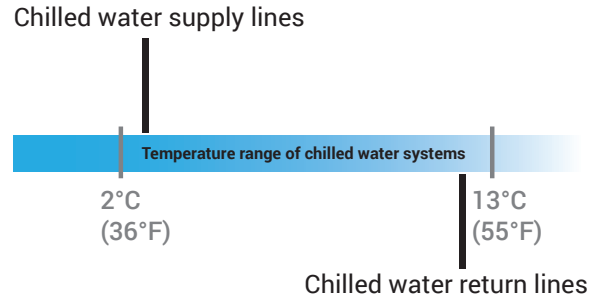 Chilled water supply lines
Temperature range of chilled water systems
2°C
(36°F)
13°C
(55°F)
Chilled water return lines